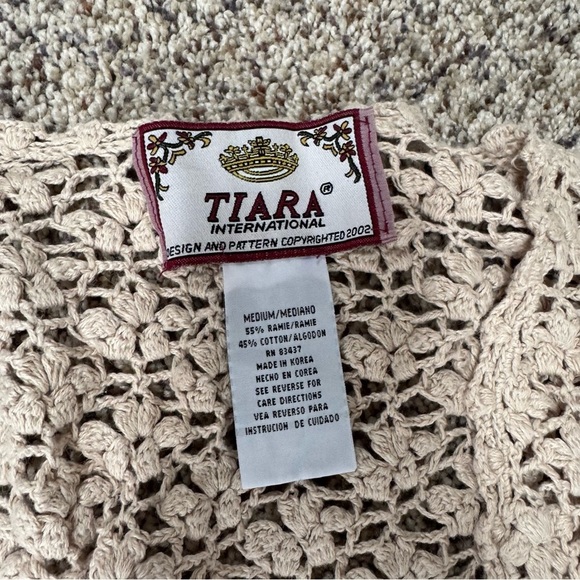 TIARA ®
INTERNATIONAL
DESIGN AND PATTERN COPYRIGHTED 2002
MEDIUM/MEDIANO
55% RAMIE/RAMIE
45% COTTON/ALGODON
RN 83437
MADE IN KOREA
HECHO EN COREA
SEE REVERSE FOR
CARE DIRECTIONS
VEA REVERSO PARA
INSTRUCION DE CUIDADO